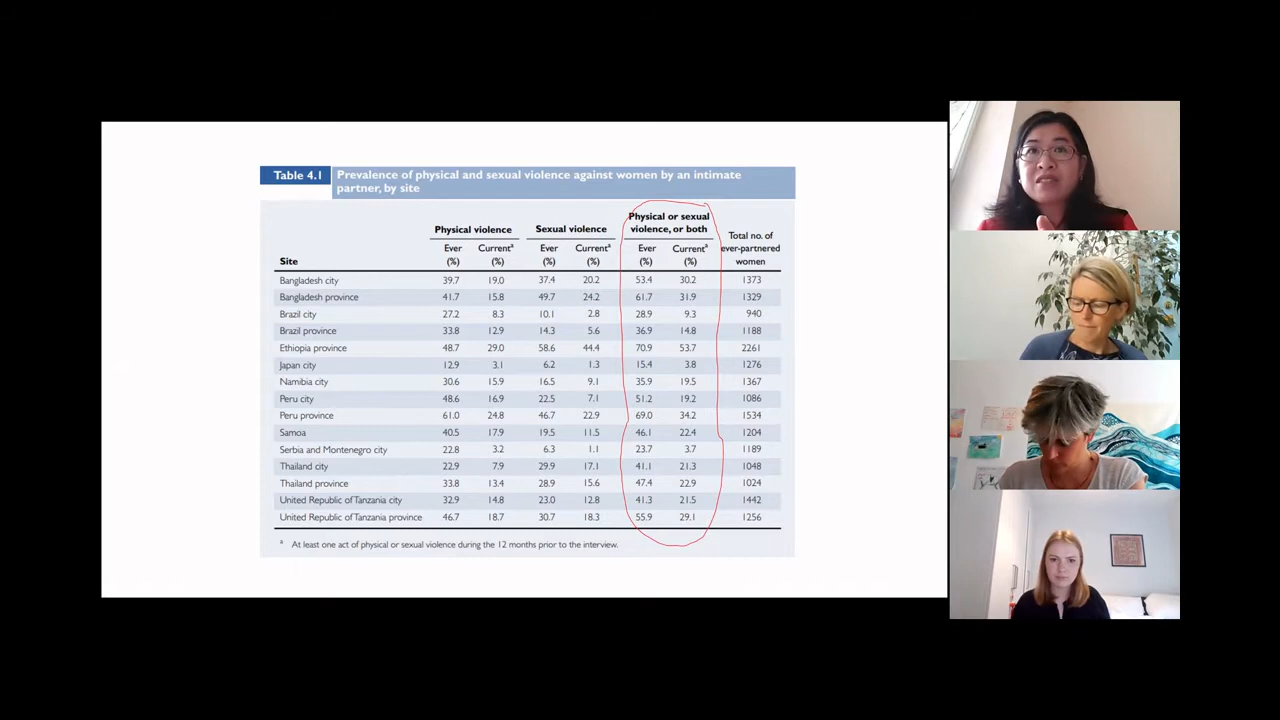 Table 4.1 Prevalence of physical and sexual violence against women by an intimate
partner, by site
Physical violence Sexual violence Physical or sexual violence, or both Total no. of ever-partnered women
Site Ever (%) Currentᵃ (%) Ever (%) Currentᵃ (%) Ever (%) Currentᵃ (%)
Bangladesh city 39.7 19.0 37.4 20.2 53.4 30.2 1373
Bangladesh province 41.7 15.8 49.7 24.2 61.7 31.9 1329
Brazil city 27.2 8.3 10.1 2.8 28.9 9.3 940
Brazil province 33.8 12.9 14.3 5.6 36.9 14.8 1188
Ethiopia province 48.7 29.0 58.6 44.4 70.9 53.7 2261
Japan city 12.9 3.1 6.2 1.3 15.4 3.8 1276
Namibia city 30.6 15.9 16.5 9.1 35.9 19.5 1367
Peru city 48.6 16.9 22.5 7.1 51.2 19.2 1086
Peru province 61.0 24.8 46.7 22.9 69.0 34.2 1534
Samoa 40.5 17.9 19.5 11.5 46.1 22.4 1204
Serbia and Montenegro city 22.8 3.2 6.3 1.1 23.7 3.7 1189
Thailand city 22.9 7.9 29.9 17.1 41.1 21.3 1048
Thailand province 33.8 13.4 28.9 15.6 47.4 22.9 1024
United Republic of Tanzania city 32.9 14.8 23.0 12.8 41.3 21.5 1442
United Republic of Tanzania province 46.7 18.7 30.7 18.3 55.9 29.1 1256
ᵃ At least one act of physical or sexual violence during the 12 months prior to the interview.